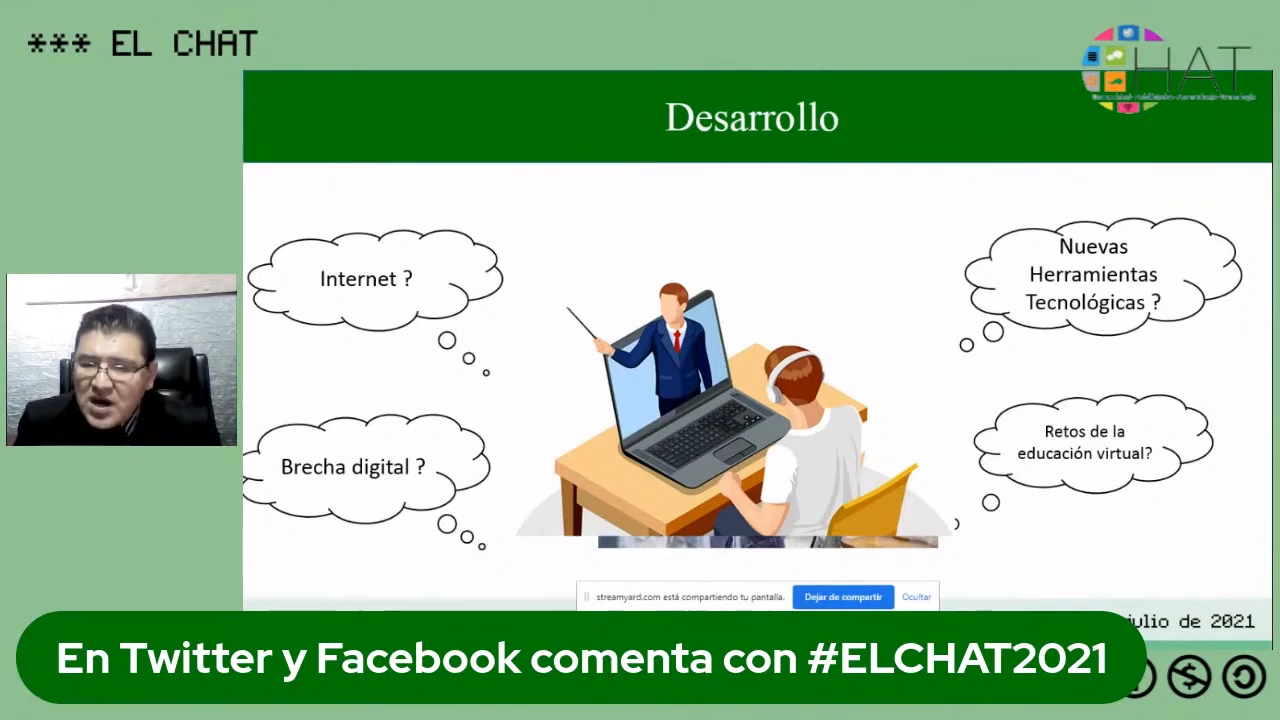 *** EL CHAT
HAT
Desarrollo
Internet ?
Nuevas
Herramientas
Tecnológicas ?
Brecha digital ?
Retos de la
educación virtual?
streamyard.com está compartiendo tu pantalla.
Dejar de compartir
Ocultar
julio de 2021
En Twitter y Facebook comenta con #ELCHAT2021